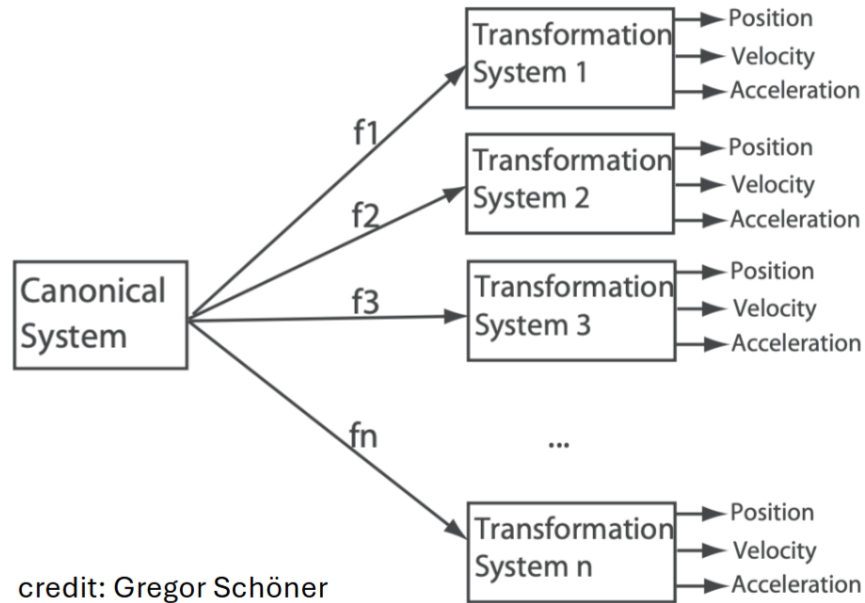 Transformation
System 1
Position
Velocity
Acceleration
f1
Transformation
System 2
Position
Velocity
Acceleration
f2
Canonical
System
f3
Transformation
System 3
Position
Velocity
Acceleration
fn
...
Transformation
System n
Position
Velocity
Acceleration
credit: Gregor Schöner